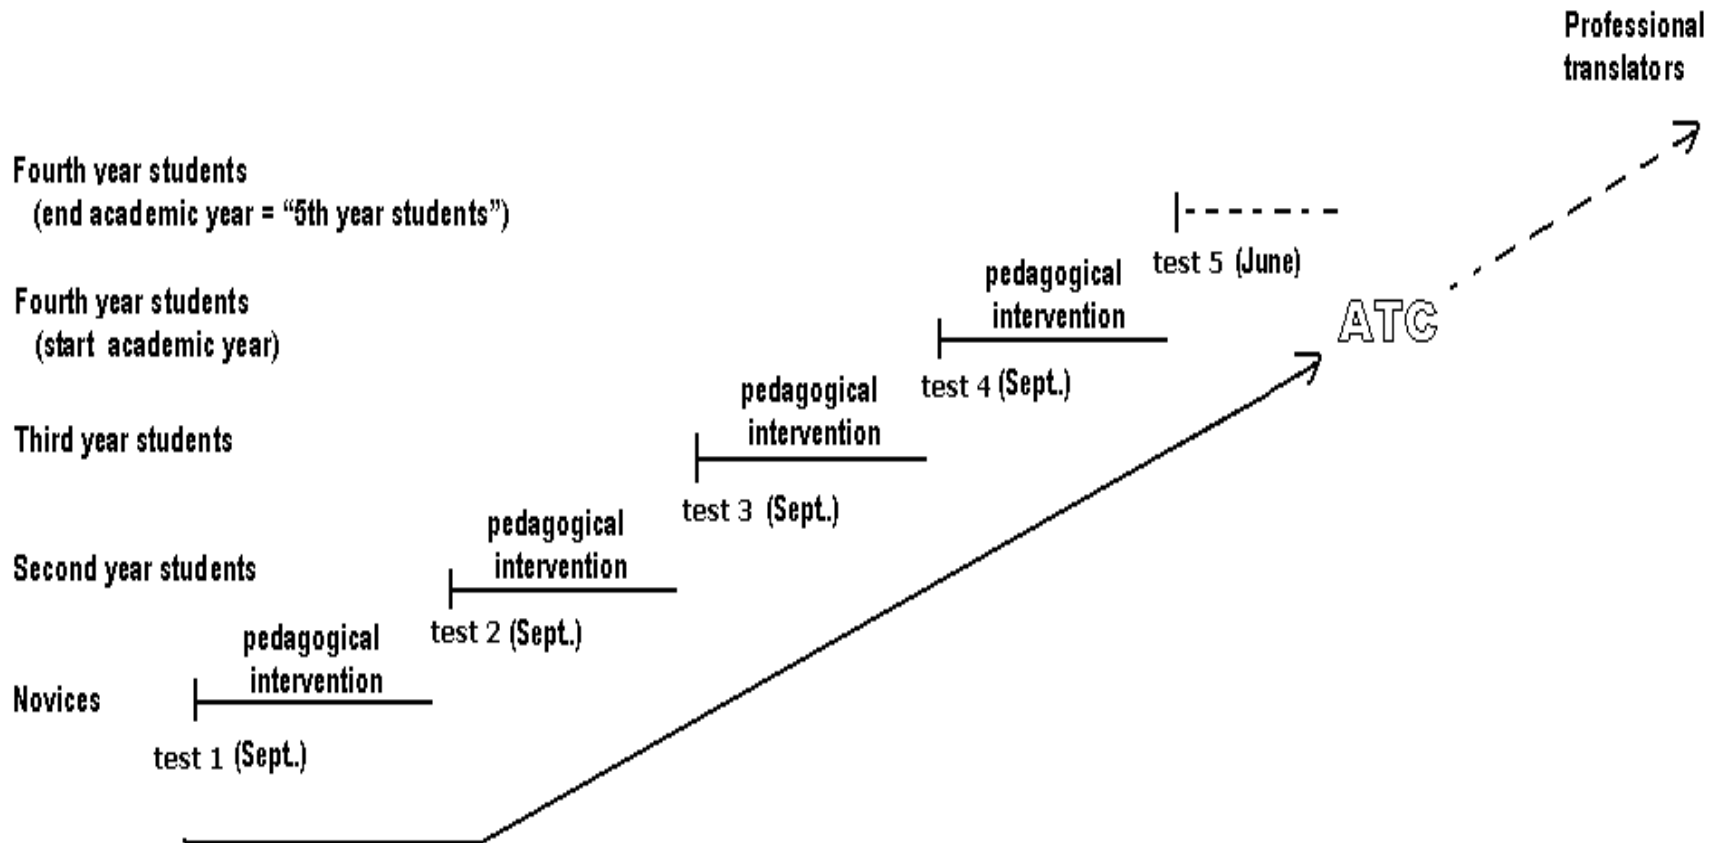 Professional
translators
Fourth year students
(end academic year = “5th year students”)
test 5 (June)
pedagogical
intervention
Fourth year students
(start academic year)
ATC
test 4 (Sept.)
pedagogical
intervention
Third year students
test 3 (Sept.)
pedagogical
intervention
Second year students
test 2 (Sept.)
pedagogical
intervention
Novices
test 1 (Sept.)